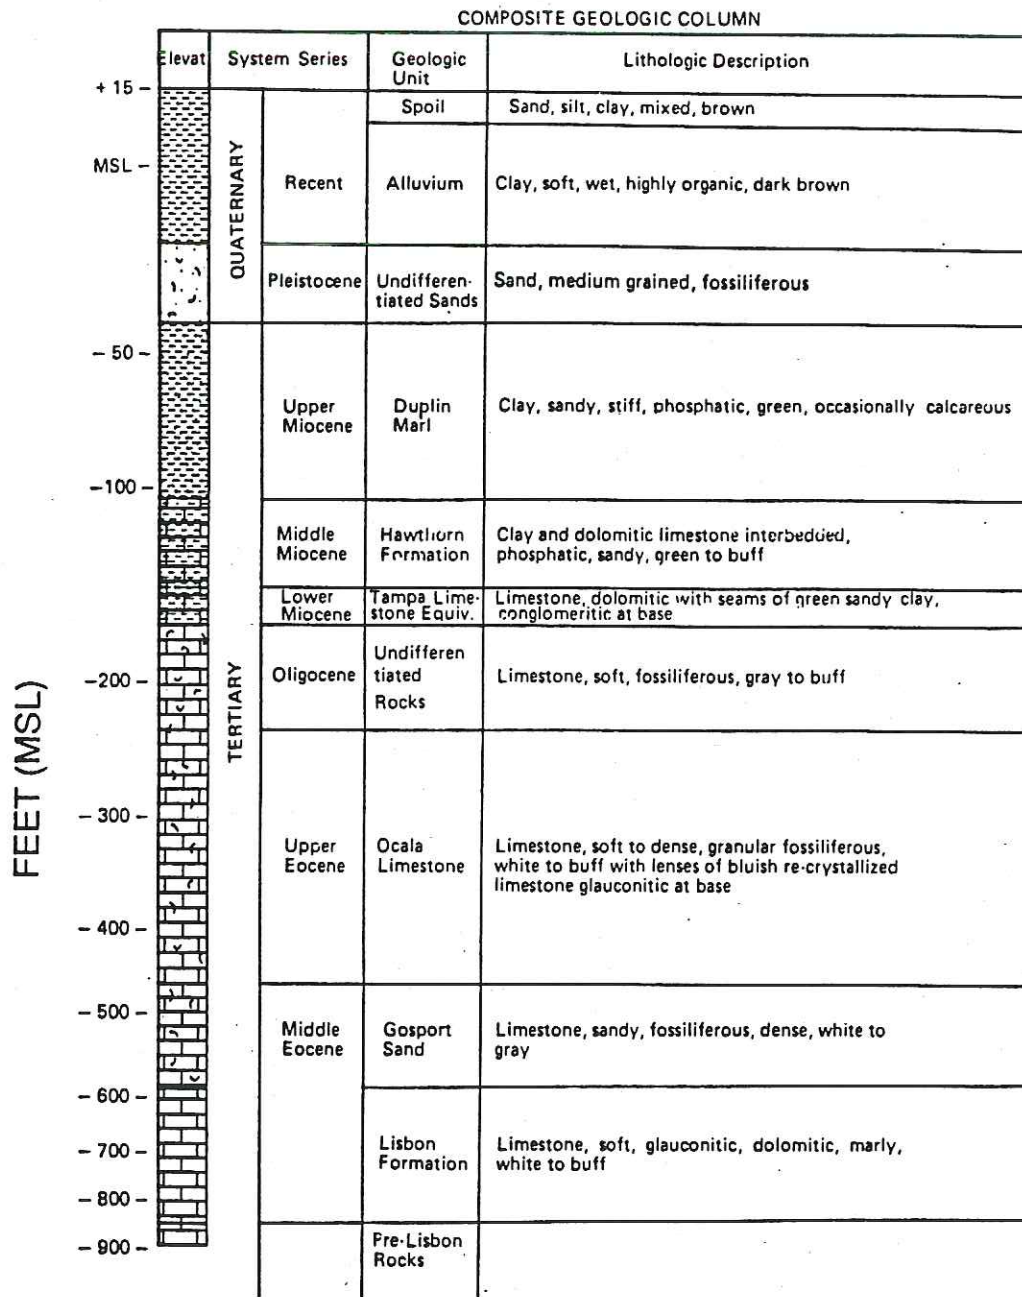 COMPOSITE GEOLOGIC COLUMN
Elevat
System Series
Geologic
Unit
Lithologic Description
+ 15 –
Spoil
Sand, silt, clay, mixed, brown
MSL –
QUATERNARY
Recent
Alluvium
Clay, soft, wet, highly organic, dark brown
Pleistocene
Undifferen-
tiated Sands
Sand, medium grained, fossiliferous
– 50 –
TERTIARY
Upper
Miocene
Duplin
Marl
Clay, sandy, stiff, phosphatic, green, occasionally calcareous
–100 –
Middle
Miocene
Hawthorn
Formation
Clay and dolomitic limestone interbedded,
phosphatic, sandy, green to buff
Lower
Miocene
Tampa Lime-
stone Equiv.
Limestone, dolomitic with seams of green sandy clay,
conglomeritic at base
–200 –
Oligocene
Undifferen
tiated
Rocks
Limestone, soft, fossiliferous, gray to buff
FEET (MSL)
– 300 –
Upper
Eocene
Ocala
Limestone
Limestone, soft to dense, granular fossiliferous,
white to buff with lenses of bluish re-crystallized
limestone glauconitic at base
– 400 –
– 500 –
Middle
Eocene
Gosport
Sand
Limestone, sandy, fossiliferous, dense, white to
gray
– 600 –
– 700 –
Lisbon
Formation
Limestone, soft, glauconitic, dolomitic, marly,
white to buff
– 800 –
– 900 –
Pre-Lisbon
Rocks